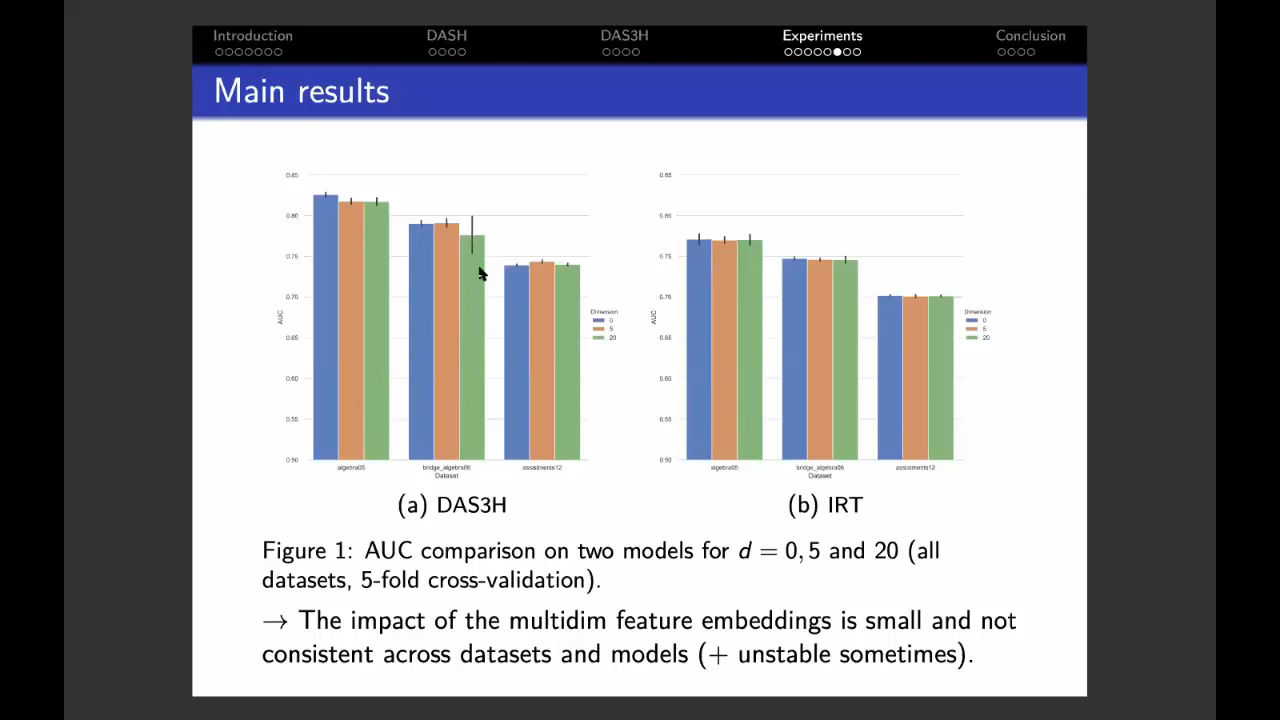 Introduction DASH DAS3H Experiments Conclusion
Main results
0.85
0.80
0.75
0.70
0.65
0.60
0.55
0.50
AUC
algebra05 bridge_algebra06 assistments12
Dataset
Dimension
0
5
20
(a) DAS3H
0.85
0.80
0.75
0.70
0.65
0.60
0.55
0.50
AUC
algebra05 bridge_algebra06 assistments12
Dataset
Dimension
0
5
20
(b) IRT
Figure 1: AUC comparison on two models for d = 0, 5 and 20 (all
datasets, 5-fold cross-validation).
→ The impact of the multidim feature embeddings is small and not
consistent across datasets and models (+ unstable sometimes).